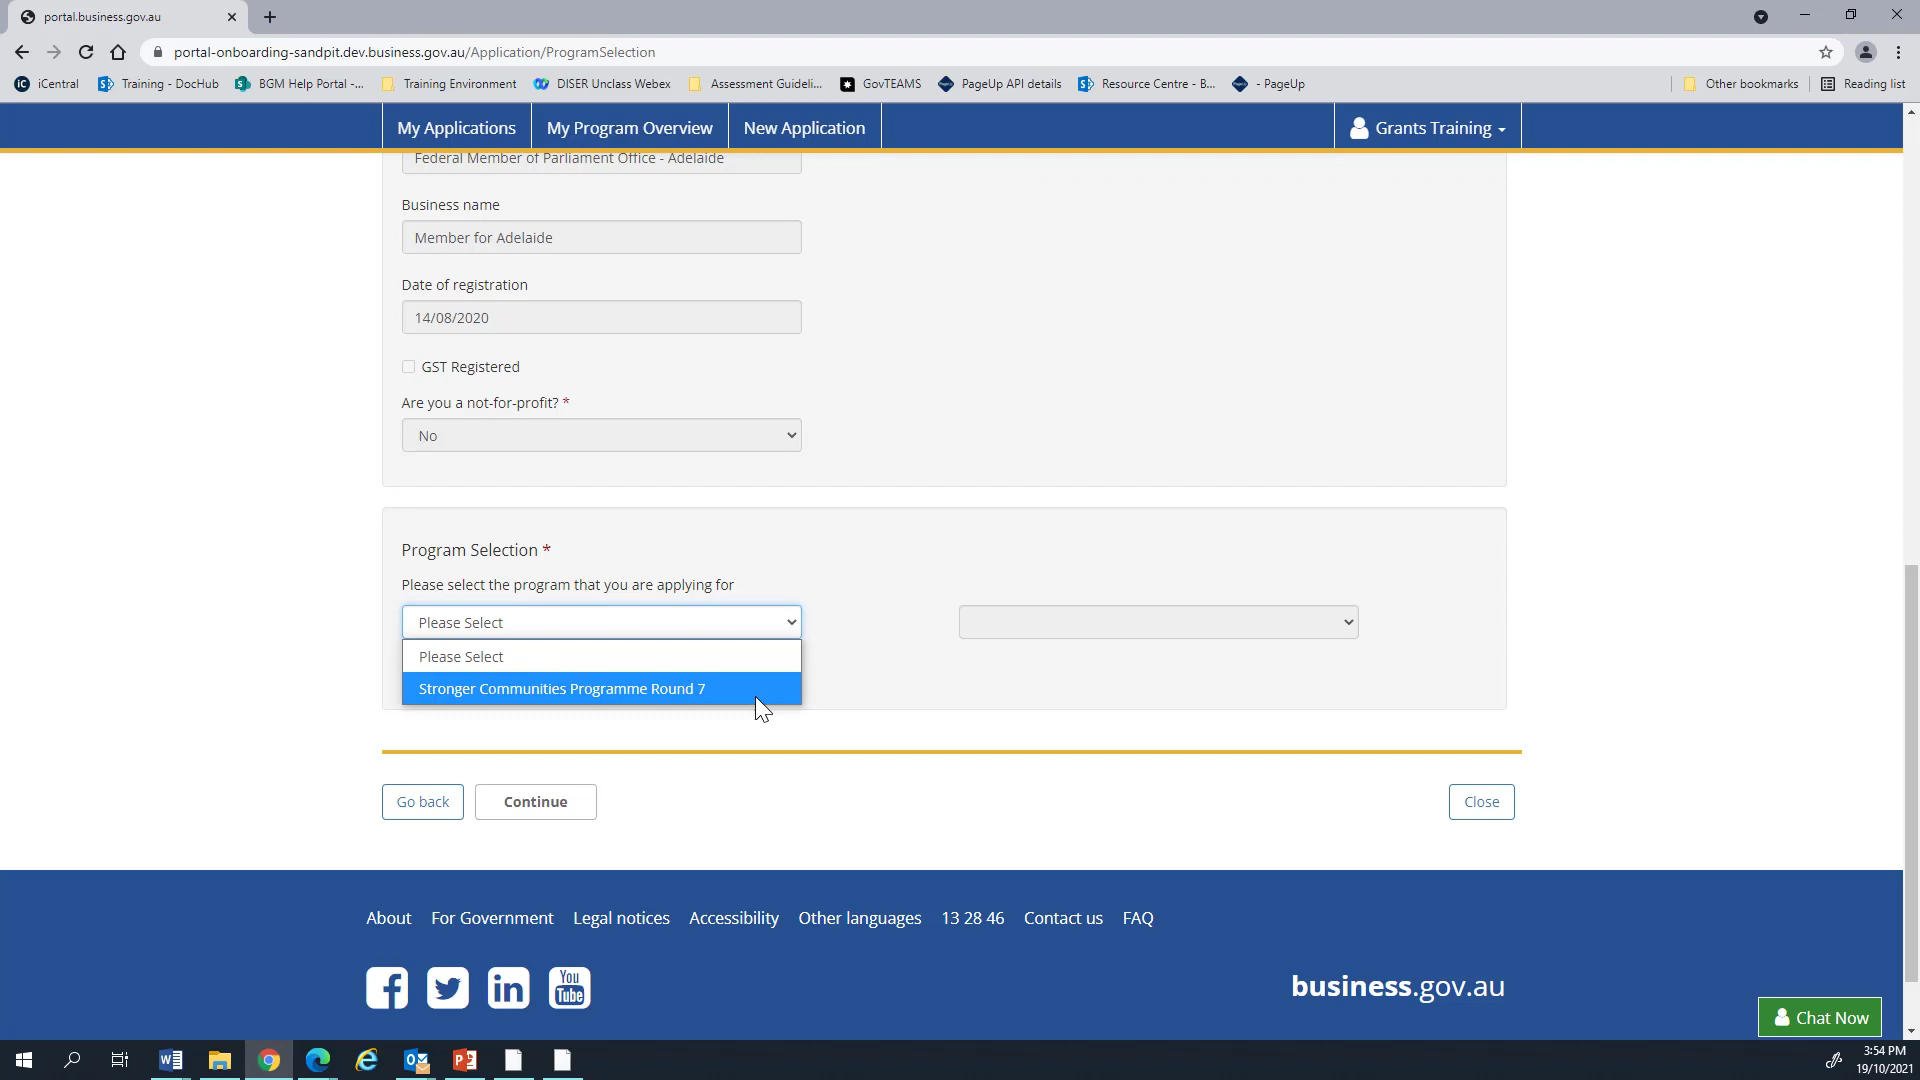 portal.business.gov.au
portal-onboarding-sandpit.dev.business.gov.au/Application/ProgramSelection
iCentral
Training - DocHub
BGM Help Portal -...
Training Environment
DISER Unclass Webex
Assessment Guideli...
GovTEAMS
PageUp API details
Resource Centre - B...
- PageUp
Other bookmarks
Reading list
My Applications
My Program Overview
New Application
Grants Training
Federal Member of Parliament Office - Adelaide
Business name
Member for Adelaide
Date of registration
14/08/2020
GST Registered
Are you a not-for-profit? *
No
Program Selection *
Please select the program that you are applying for
Please Select
Please Select
Stronger Communities Programme Round 7
Go back
Continue
Close
About
For Government
Legal notices
Accessibility
Other languages
13 28 46
Contact us
FAQ
You
Tube
business.gov.au
Chat Now
3:54 PM
19/10/2021